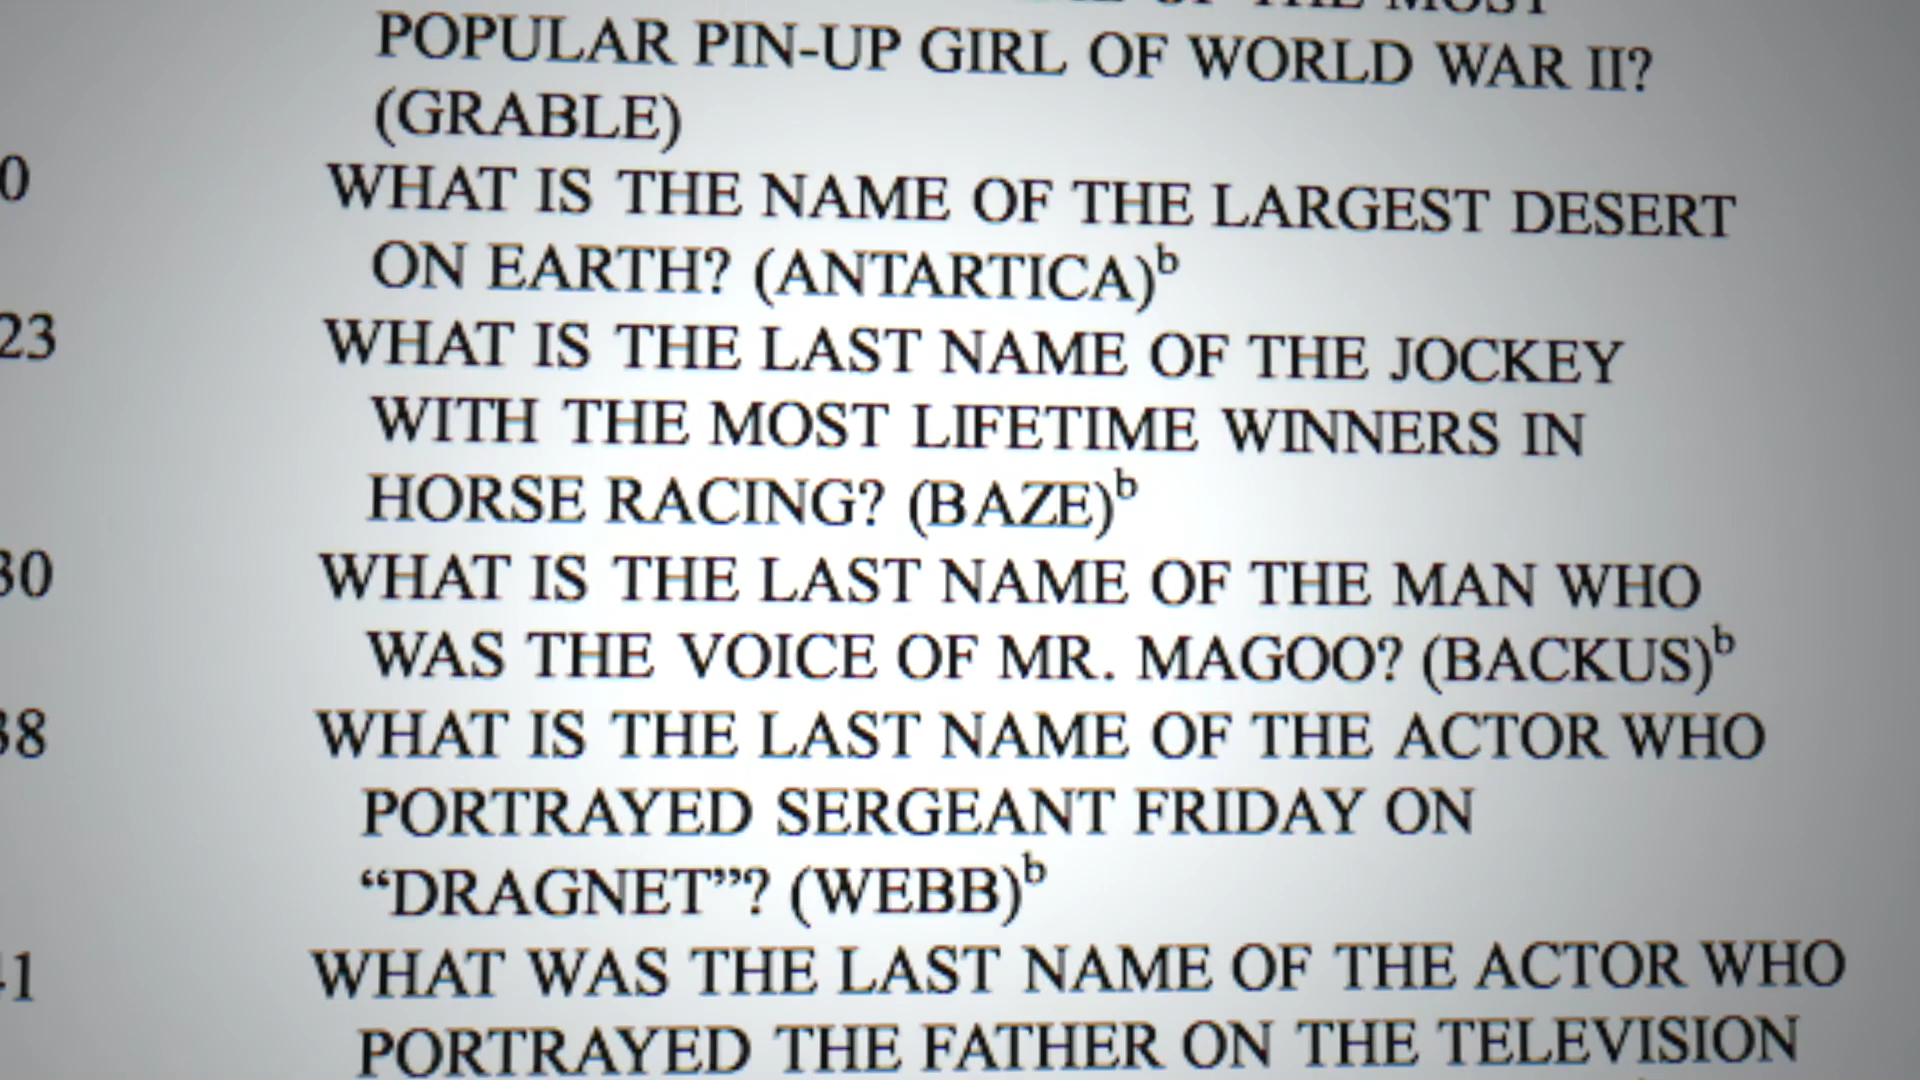 OF THE MOST
POPULAR PIN-UP GIRL OF WORLD WAR II?
(GRABLE)
0 WHAT IS THE NAME OF THE LARGEST DESERT
ON EARTH? (ANTARTICA)b
23 WHAT IS THE LAST NAME OF THE JOCKEY
WITH THE MOST LIFETIME WINNERS IN
HORSE RACING? (BAZE)b
30 WHAT IS THE LAST NAME OF THE MAN WHO
WAS THE VOICE OF MR. MAGOO? (BACKUS)b
38 WHAT IS THE LAST NAME OF THE ACTOR WHO
PORTRAYED SERGEANT FRIDAY ON
“DRAGNET”? (WEBB)b
41 WHAT WAS THE LAST NAME OF THE ACTOR WHO
PORTRAYED THE FATHER ON THE TELEVISION